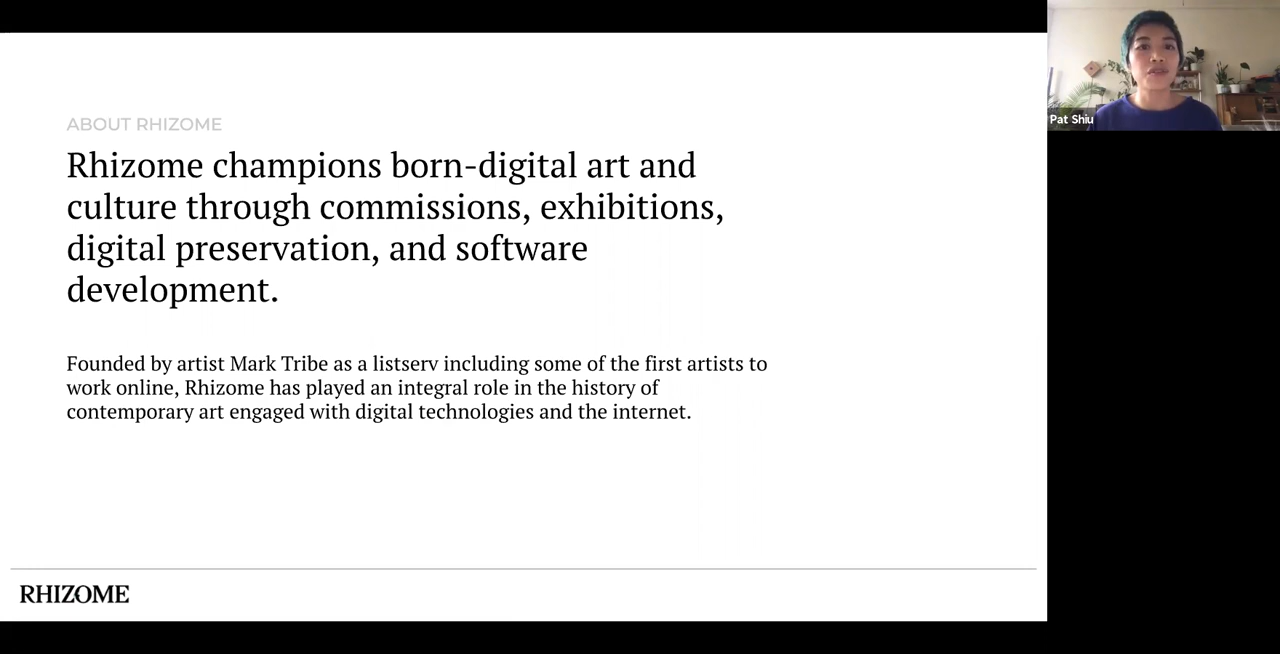 ABOUT RHIZOME
Rhizome champions born-digital art and
culture through commissions, exhibitions,
digital preservation, and software
development.
Founded by artist Mark Tribe as a listserv including some of the first artists to
work online, Rhizome has played an integral role in the history of
contemporary art engaged with digital technologies and the internet.
RHIZOME
Pat Shiu